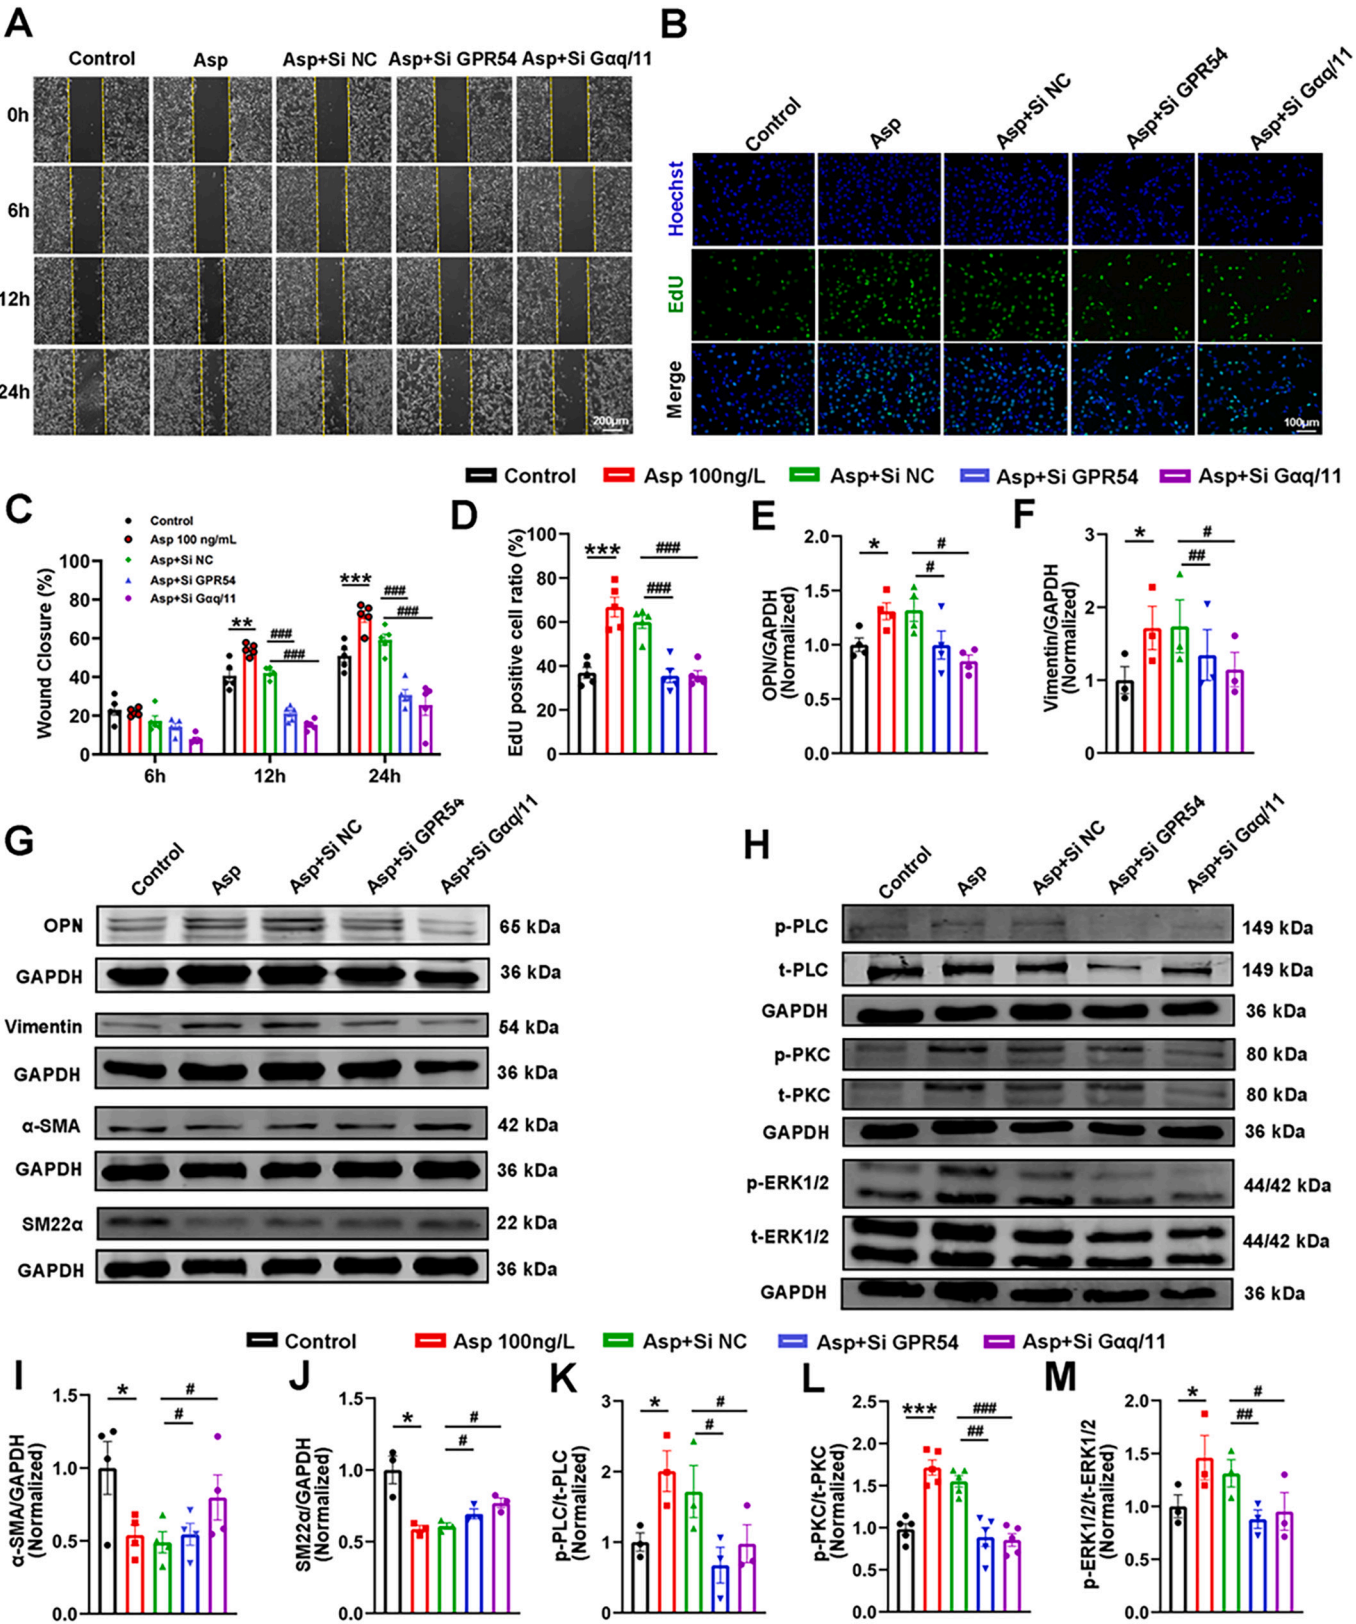 A
Control Asp Asp+Si NC Asp+Si GPR54 Asp+Si Gαq/11
0h
6h
12h
24h
200μm
B
Control Asp Asp+Si NC Asp+Si GPR54 Asp+Si Gαq/11
Hoechst
EdU
Merge
100μm
Control Asp 100ng/L Asp+Si NC Asp+Si GPR54 Asp+Si Gαq/11
C
Control
Asp 100 ng/mL
Asp+Si NC
Asp+Si GPR54
Asp+Si Gαq/11
Wound Closure (%)
100
80
60
40
20
0
** ### ###
*** ### ###
6h 12h 24h
D
EdU positive cell ratio (%)
100
80
60
40
20
0
*** ### ###
E
OPN/GAPDH
(Normalized)
2.0
1.5
1.0
0.5
0.0
* # #
F
Vimentin/GAPDH
(Normalized)
3
2
1
0
* # ##
G
Control Asp Asp+Si NC Asp+Si GPR54 Asp+Si Gαq/11
OPN 65 kDa
GAPDH 36 kDa
Vimentin 54 kDa
GAPDH 36 kDa
α-SMA 42 kDa
GAPDH 36 kDa
SM22α 22 kDa
GAPDH 36 kDa
H
Control Asp Asp+Si NC Asp+Si GPR54 Asp+Si Gαq/11
p-PLC 149 kDa
t-PLC 149 kDa
GAPDH 36 kDa
p-PKC 80 kDa
t-PKC 80 kDa
GAPDH 36 kDa
p-ERK1/2 44/42 kDa
t-ERK1/2 44/42 kDa
GAPDH 36 kDa
Control Asp 100ng/L Asp+Si NC Asp+Si GPR54 Asp+Si Gαq/11
I
α-SMA/GAPDH
(Normalized)
1.5
1.0
0.5
0.0
* # #
J
SM22α/GAPDH
(Normalized)
1.5
1.0
0.5
0.0
* # #
K
p-PLC/t-PLC
(Normalized)
3
2
1
0
* # #
L
p-PKC/t-PKC
(Normalized)
2.5
2.0
1.5
1.0
0.5
0.0
*** ### ##
M
p-ERK1/2/t-ERK1/2
(Normalized)
2.0
1.5
1.0
0.5
0.0
* # ##